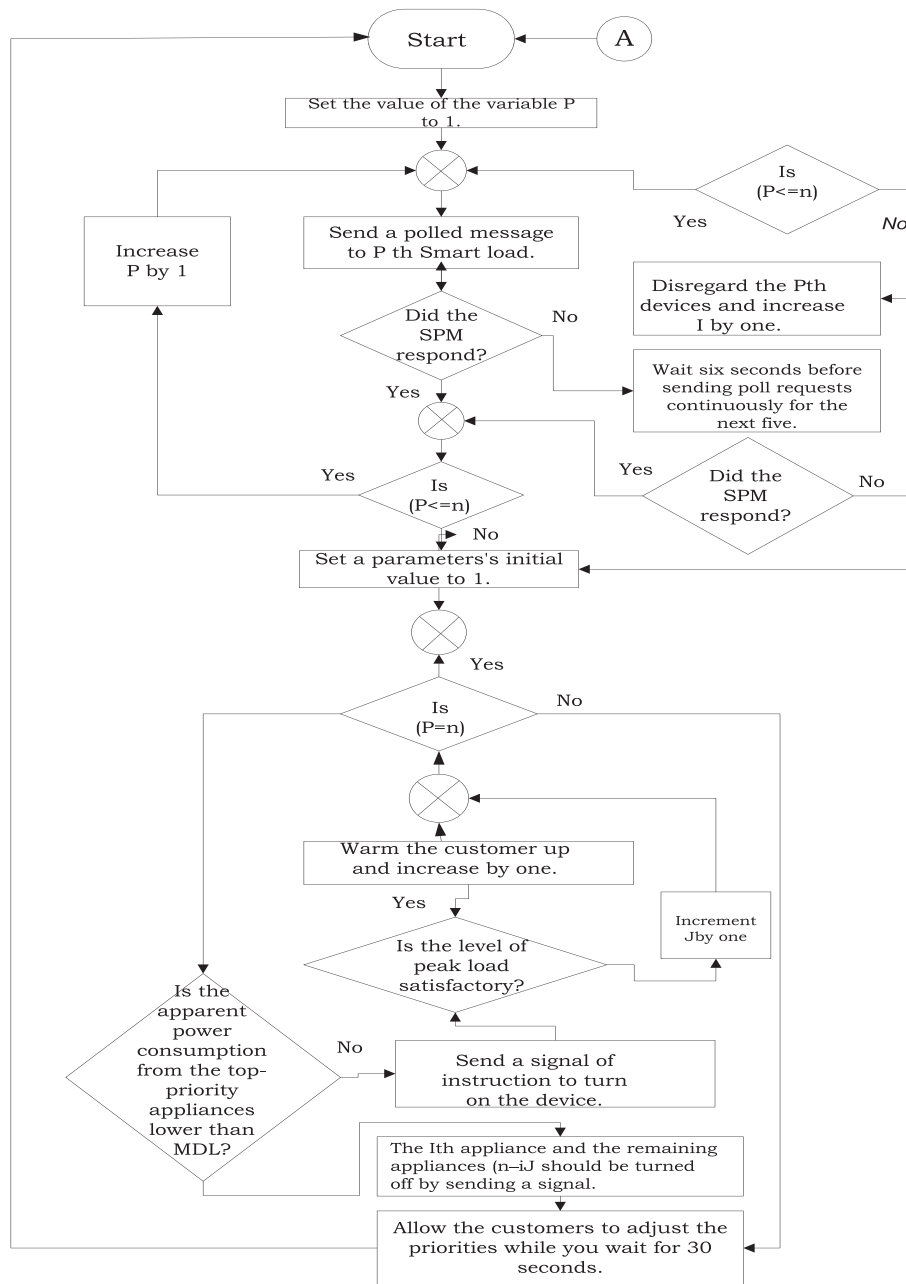 Start
A
Set the value of the variable P
to 1.
Is
(P<=n)
Yes
No
Increase
P by 1
Send a polled message
to P th Smart load.
Disregard the Pth
devices and increase
I by one.
Did the
SPM
respond?
No
Yes
Wait six seconds before
sending poll requests
continuously for the
next five.
Yes
Is
(P<=n)
No
Yes
Did the
SPM
respond?
No
Set a parameters's initial
value to 1.
Yes
Is
(P=n)
No
Warm the customer up
and increase by one.
Yes
Increment
Jby one
Is the level of
peak load
satisfactory?
Is the
apparent
power
consumption
from the top-
priority
appliances
lower than
MDL?
No
Send a signal of
instruction to turn
on the device.
The Ith appliance and the remaining
appliances (n–iJ should be turned
off by sending a signal.
Allow the customers to adjust the
priorities while you wait for 30
seconds.